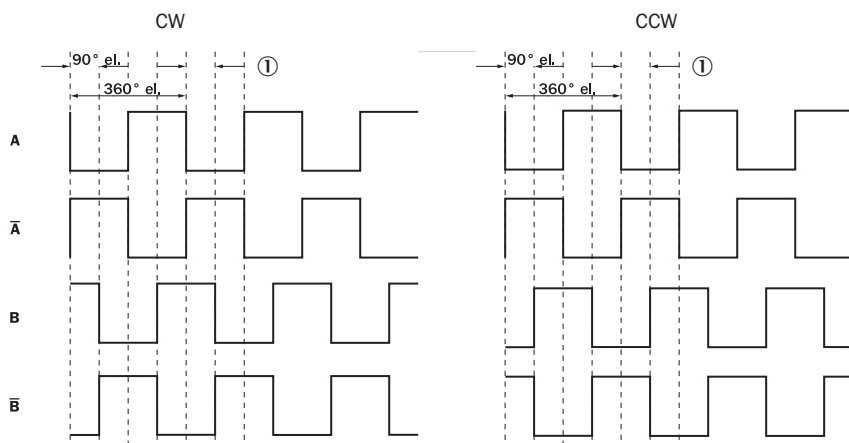 CW CCW
90° el. ① 90° el. ①
360° el. 360° el.
A
A̅
B
B̅